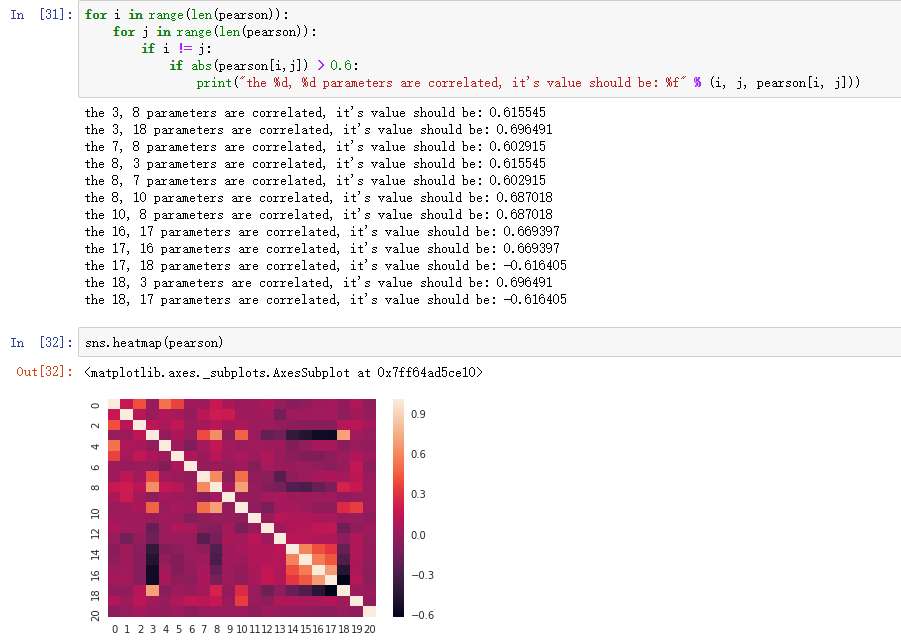 In [31]: for i in range(len(pearson)):
for j in range(len(pearson)):
if i != j:
if abs(pearson[i,j]) > 0.6:
print("the %d, %d parameters are correlated, it's value should be: %f" % (i, j, pearson[i, j]))
the 3, 8 parameters are correlated, it's value should be: 0.615545
the 3, 18 parameters are correlated, it's value should be: 0.696491
the 7, 8 parameters are correlated, it's value should be: 0.602915
the 8, 3 parameters are correlated, it's value should be: 0.615545
the 8, 7 parameters are correlated, it's value should be: 0.602915
the 8, 10 parameters are correlated, it's value should be: 0.687018
the 10, 8 parameters are correlated, it's value should be: 0.687018
the 16, 17 parameters are correlated, it's value should be: 0.669397
the 17, 16 parameters are correlated, it's value should be: 0.669397
the 17, 18 parameters are correlated, it's value should be: -0.616405
the 18, 3 parameters are correlated, it's value should be: 0.696491
the 18, 17 parameters are correlated, it's value should be: -0.616405
In [32]: sns.heatmap(pearson)
Out[32]: <matplotlib.axes._subplots.AxesSubplot at 0x7ff64ad5ce10>
0
2
4
6
8
10
12
14
16
18
20
0 1 2 3 4 5 6 7 8 9 10 11 12 13 14 15 16 17 18 19 20
0.9
0.6
0.3
0.0
−0.3
−0.6